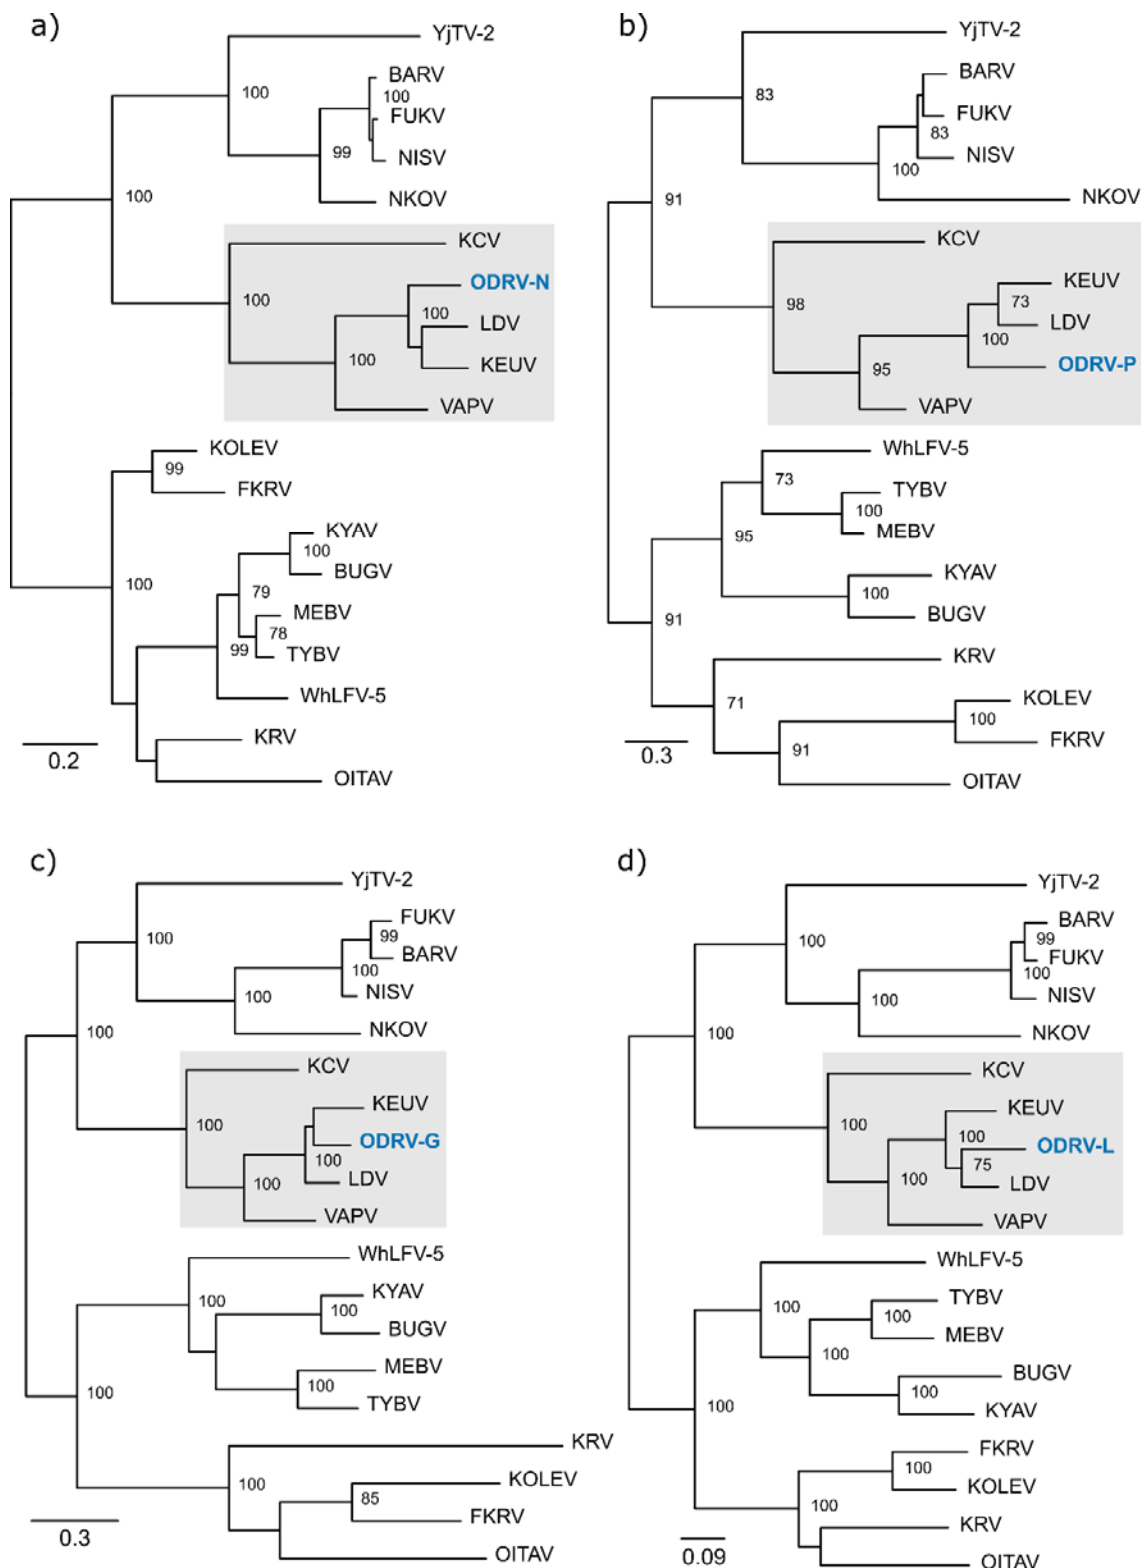 a)
YjTV-2
BARV
100
100
FUKV
99
NISV
100
NKOV
KCV
ODRV-N
100
100
LDV
100
KEUV
VAPV
KOLEV
99
FKRV
KYAV
100
BUGV
100
79
MEBV
78
99
TYBV
WhLFV-5
KRV
0.2
OITAV
b)
YjTV-2
BARV
83
FUKV
83
NISV
100
91
NKOV
KCV
KEUV
73
98
LDV
100
95
ODRV-P
VAPV
WhLFV-5
73
TYBV
100
95
MEBV
KYAV
100
91
BUGV
KRV
71
KOLEV
100
91
FKRV
0.3
OITAV
c)
YjTV-2
FUKV
99
100
BARV
100
NISV
100
100
NKOV
KCV
KEUV
100
ODRV-G
100
100
LDV
VAPV
WhLFV-5
KYAV
100
100
BUGV
MEBV
100
100
TYBV
KRV
100
KOLEV
85
FKRV
0.3
OITAV
d)
YjTV-2
BARV
99
100
FUKV
100
NISV
100
100
NKOV
KCV
KEUV
100
100
ODRV-L
75
100
LDV
VAPV
WhLFV-5
TYBV
100
100
MEBV
100
BUGV
100
100
KYAV
FKRV
100
KOLEV
100
KRV
0.09
OITAV